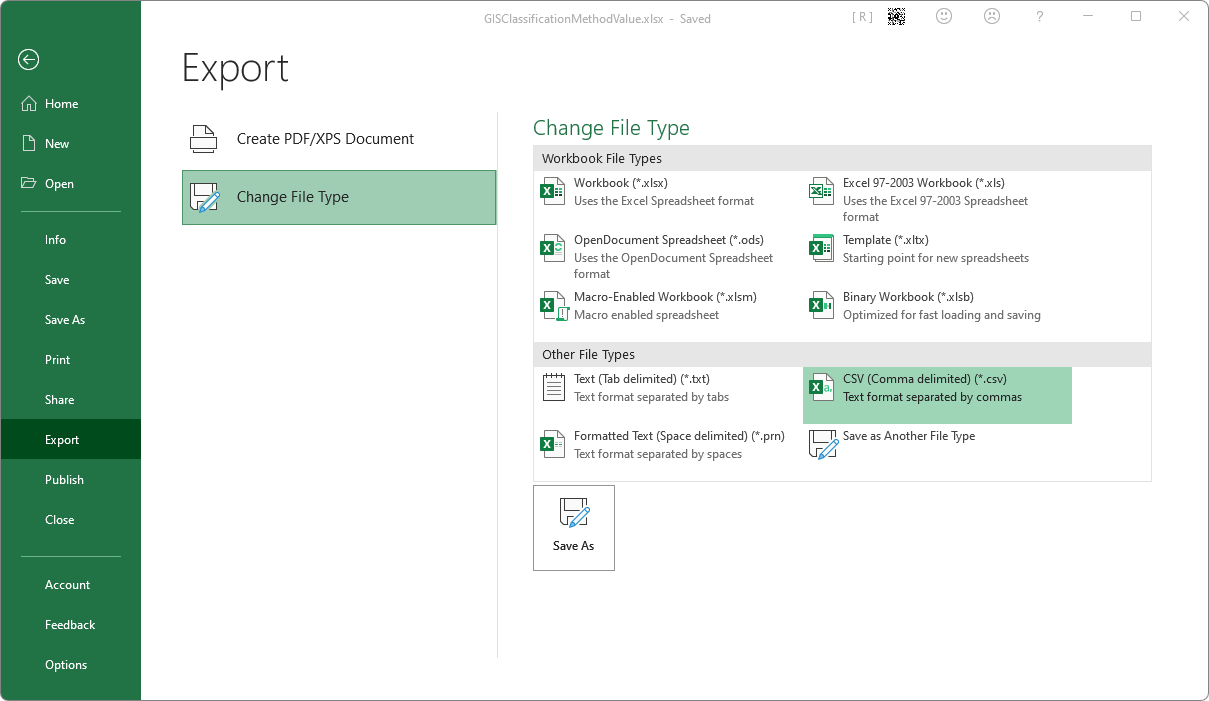 GISClassificationMethodValue.xlsx - Saved
[ R ]
?
Home
New
Open
Info
Save
Save As
Print
Share
Export
Publish
Close
Account
Feedback
Options
Export
Create PDF/XPS Document
Change File Type
Change File Type
Workbook File Types
Workbook (*.xlsx)
Uses the Excel Spreadsheet format
Excel 97-2003 Workbook (*.xls)
Uses the Excel 97-2003 Spreadsheet
format
OpenDocument Spreadsheet (*.ods)
Uses the OpenDocument Spreadsheet
format
Template (*.xltx)
Starting point for new spreadsheets
Macro-Enabled Workbook (*.xlsm)
Macro enabled spreadsheet
Binary Workbook (*.xlsb)
Optimized for fast loading and saving
Other File Types
Text (Tab delimited) (*.txt)
Text format separated by tabs
CSV (Comma delimited) (*.csv)
Text format separated by commas
Formatted Text (Space delimited) (*.prn)
Text format separated by spaces
Save as Another File Type
Save As